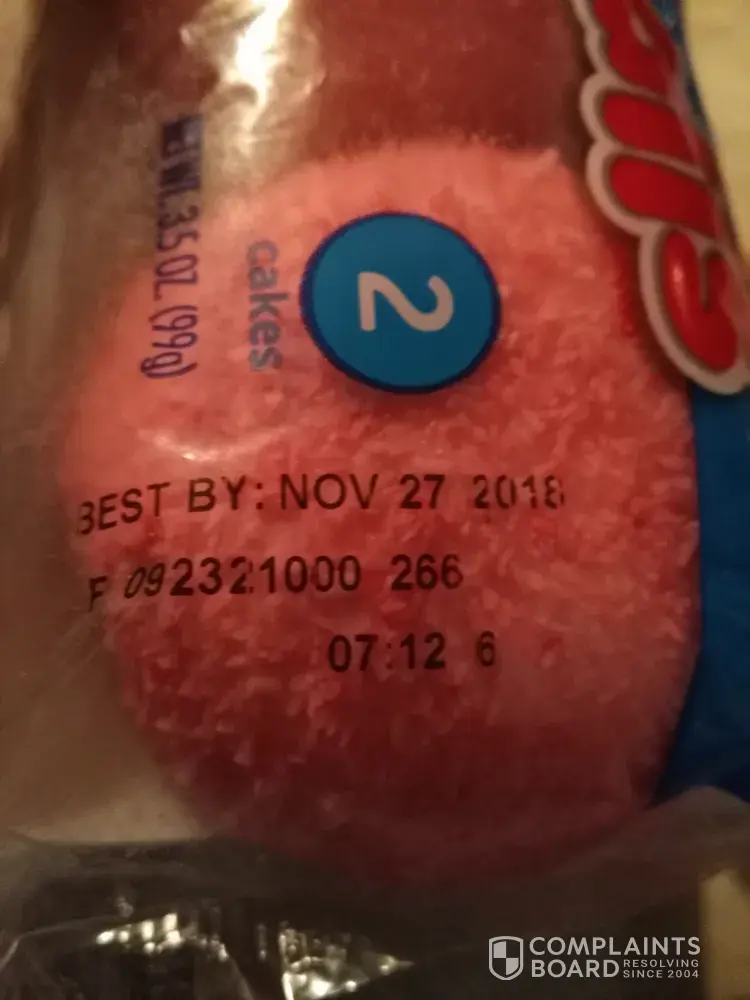 NET WT. 3.5 OZ. (99g)
cakes
2
BEST BY: NOV 27 2018
F 092321000 266
07:12 6
COMPLAINTS
BOARD RESOLVING
SINCE 2004